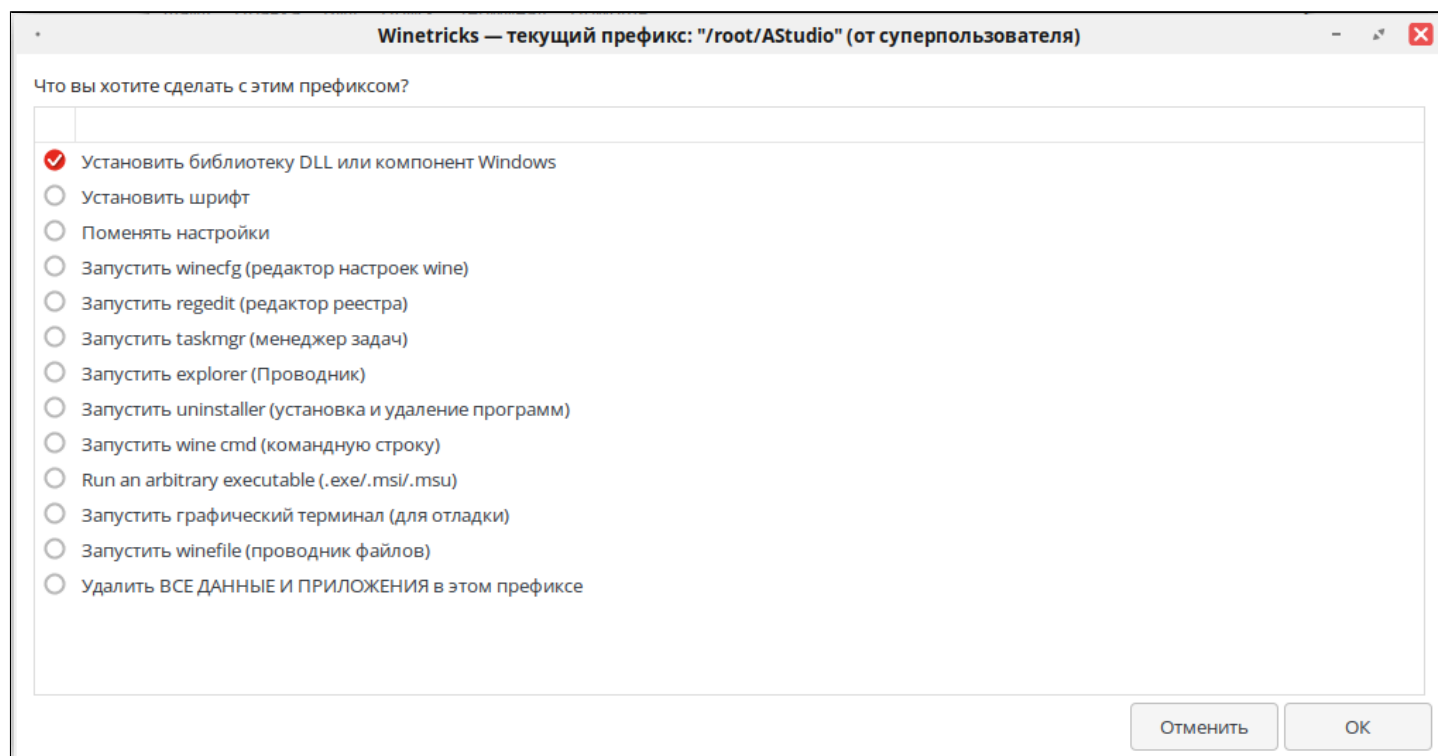 Winetricks — текущий префикс: "/root/AStudio" (от суперпользователя)
Что вы хотите сделать с этим префиксом?
Установить библиотеку DLL или компонент Windows
Установить шрифт
Поменять настройки
Запустить winecfg (редактор настроек wine)
Запустить regedit (редактор реестра)
Запустить taskmgr (менеджер задач)
Запустить explorer (Проводник)
Запустить uninstaller (установка и удаление программ)
Запустить wine cmd (командную строку)
Run an arbitrary executable (.exe/.msi/.msu)
Запустить графический терминал (для отладки)
Запустить winefile (проводник файлов)
Удалить ВСЕ ДАННЫЕ И ПРИЛОЖЕНИЯ в этом префиксе
Отменить
ОК